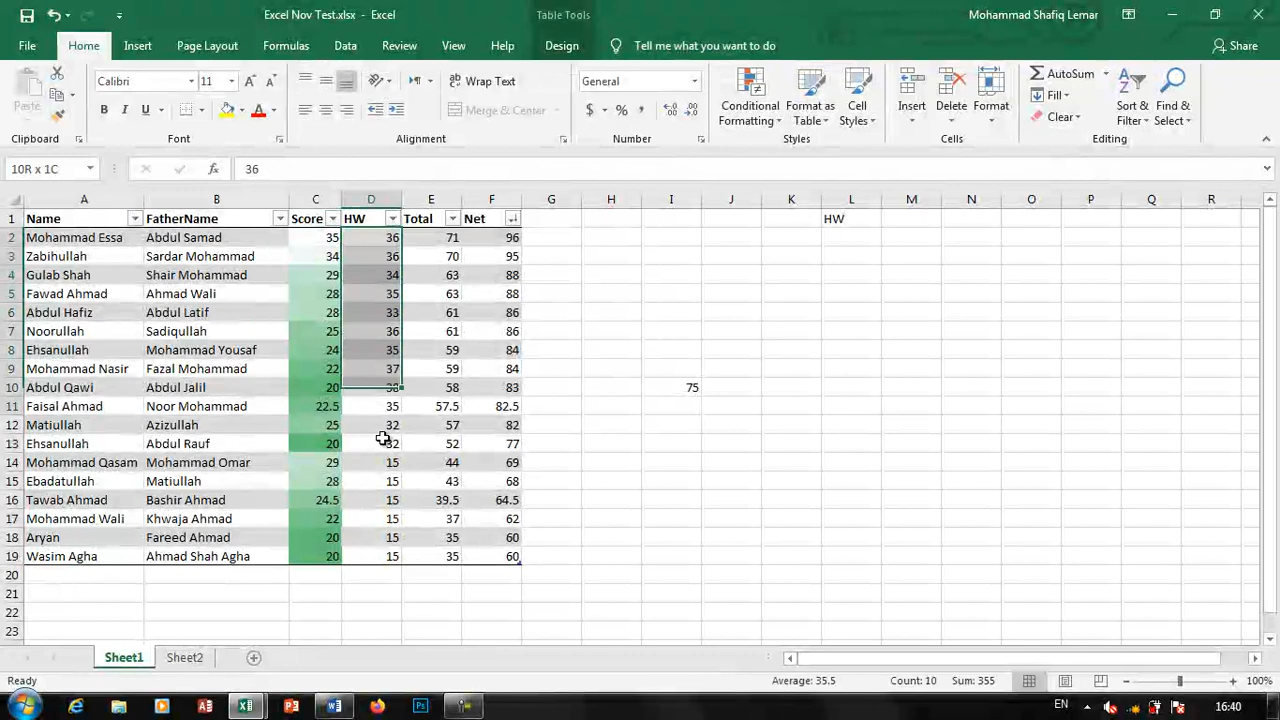 Excel Nov Test.xlsx - Excel
Table Tools
Mohammad Shafiq Lemar
File Home Insert Page Layout Formulas Data Review View Help Design Tell me what you want to do Share
Paste
Clipboard
Calibri 11
B I U
Font
Wrap Text
Merge & Center
Alignment
General
$ % ,
Number
Conditional Formatting
Format as Table
Cell Styles
Styles
Insert Delete Format
Cells
AutoSum
Fill
Clear
Sort & Filter
Find & Select
Editing
10R x 1C fx 36
A B C D E F G H I J K L M N O P Q R
1 Name FatherName Score HW Total Net HW
2 Mohammad Essa Abdul Samad 35 36 71 96
3 Zabihullah Sardar Mohammad 34 36 70 95
4 Gulab Shah Shair Mohammad 29 34 63 88
5 Fawad Ahmad Ahmad Wali 28 35 63 88
6 Abdul Hafiz Abdul Latif 28 33 61 86
7 Noorullah Sadiqullah 25 36 61 86
8 Ehsanullah Mohammad Yousaf 24 35 59 84
9 Mohammad Nasir Fazal Mohammad 22 37 59 84
10 Abdul Qawi Abdul Jalil 20 38 58 83 75
11 Faisal Ahmad Noor Mohammad 22.5 35 57.5 82.5
12 Matiullah Azizullah 25 32 57 82
13 Ehsanullah Abdul Rauf 20 32 52 77
14 Mohammad Qasam Mohammad Omar 29 15 44 69
15 Ebadatullah Matiullah 28 15 43 68
16 Tawab Ahmad Bashir Ahmad 24.5 15 39.5 64.5
17 Mohammad Wali Khwaja Ahmad 22 15 37 62
18 Aryan Fareed Ahmad 20 15 35 60
19 Wasim Agha Ahmad Shah Agha 20 15 35 60
20
21
22
23
Sheet1 Sheet2
Ready Average: 35.5 Count: 10 Sum: 355 100%
EN 16:40